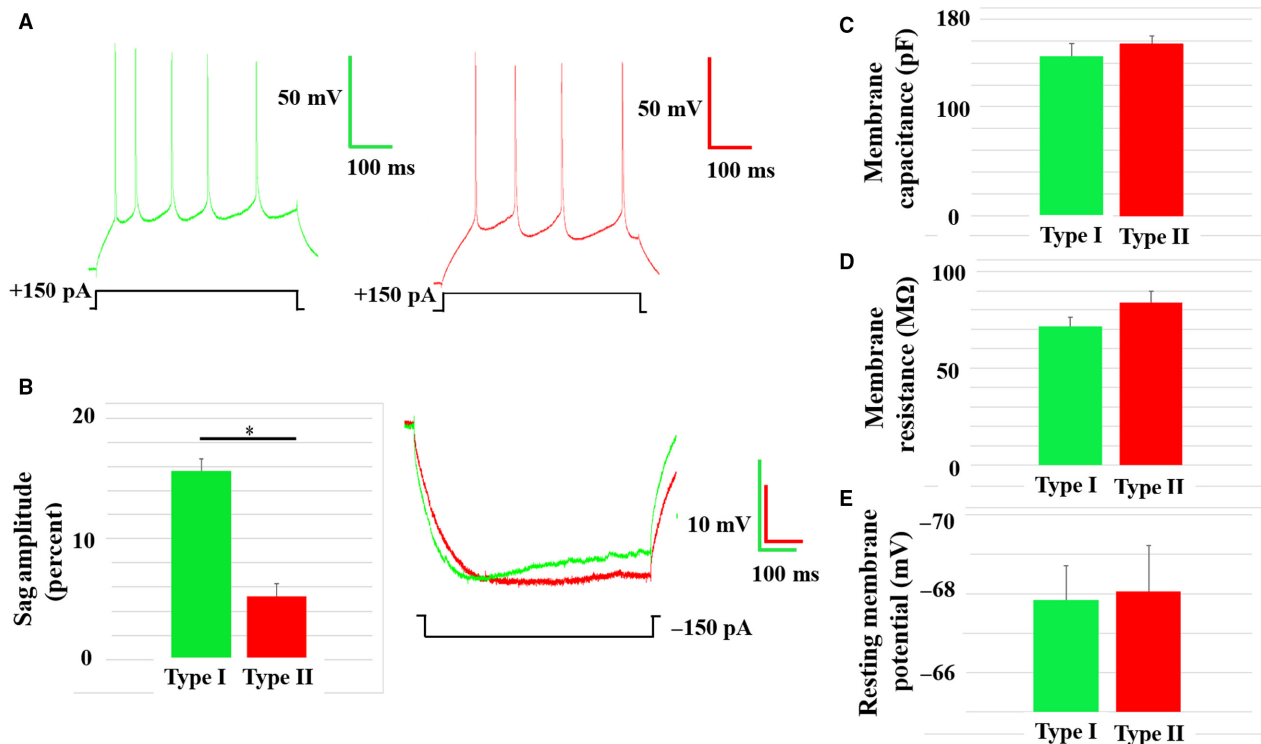 A
50 mV
100 ms
+150 pA
50 mV
100 ms
+150 pA
B
Sag amplitude
(percent)
20
10
0
*
Type I Type II
10 mV
100 ms
–150 pA
C
Membrane
capacitance (pF)
180
100
0
Type I Type II
D
Membrane
resistance (MΩ)
100
50
0
Type I Type II
E
Resting membrane
potential (mV)
–70
–68
–66
Type I Type II